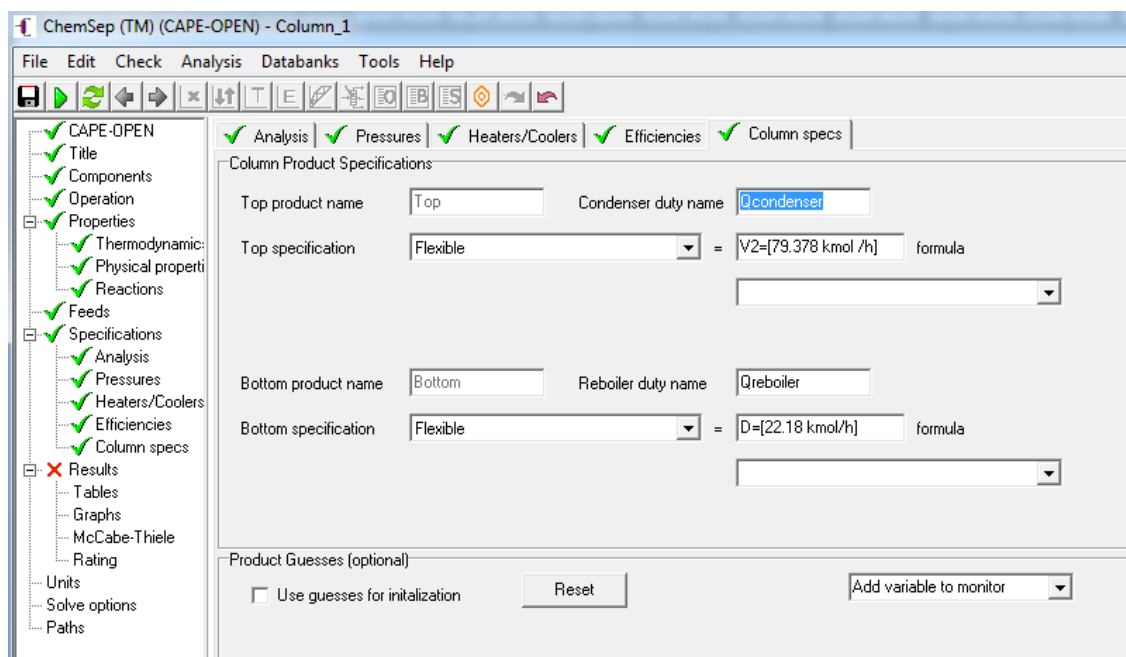 ChemSep (TM) (CAPE-OPEN) - Column_1
File Edit Check Analysis Databanks Tools Help
CAPE-OPEN
Title
Components
Operation
Properties
Thermodynamic:
Physical properti
Reactions
Feeds
Specifications
Analysis
Pressures
Heaters/Coolers
Efficiencies
Column specs
Results
Tables
Graphs
McCabe-Thiele
Rating
Units
Solve options
Paths
Analysis Pressures Heaters/Coolers Efficiencies Column specs
Column Product Specifications
Top product name Top Condenser duty name Qcondenser
Top specification Flexible = V2=[79.378 kmol /h] formula
Bottom product name Bottom Reboiler duty name Qreboiler
Bottom specification Flexible = D=[22.18 kmol/h] formula
Product Guesses (optional)
Use guesses for initalization Reset Add variable to monitor